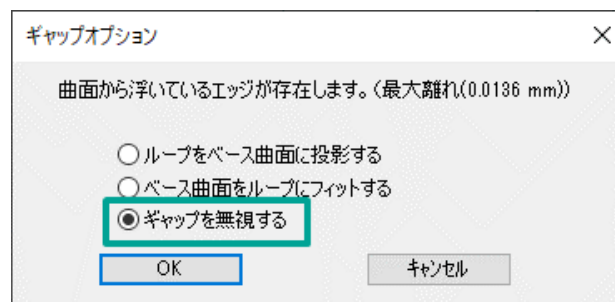 ギャップオプション
曲面から浮いているエッジが存在します。(最大離れ(0.0136 mm))
ループをベース曲面に投影する
ベース曲面をループにフィットする
ギャップを無視する
OK キャンセル